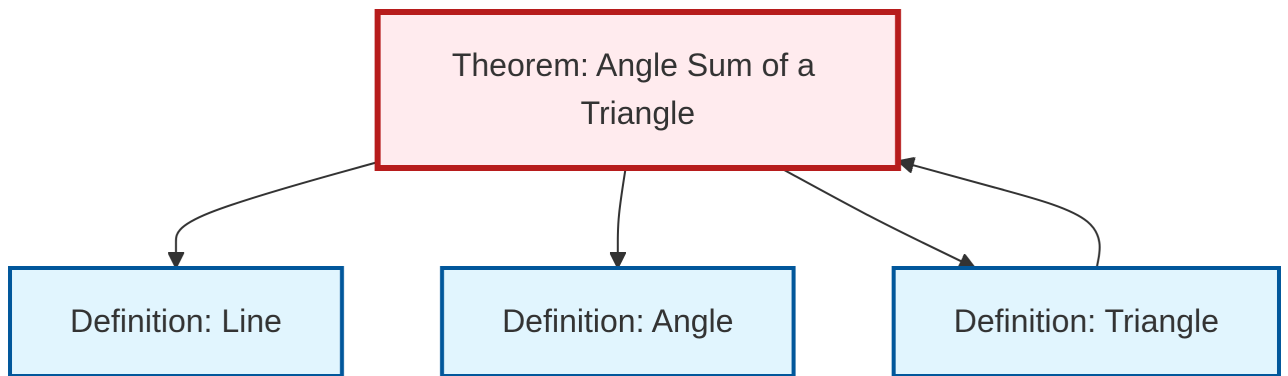 Theorem: Angle Sum of a
Triangle
Definition: Line
Definition: Angle
Definition: Triangle